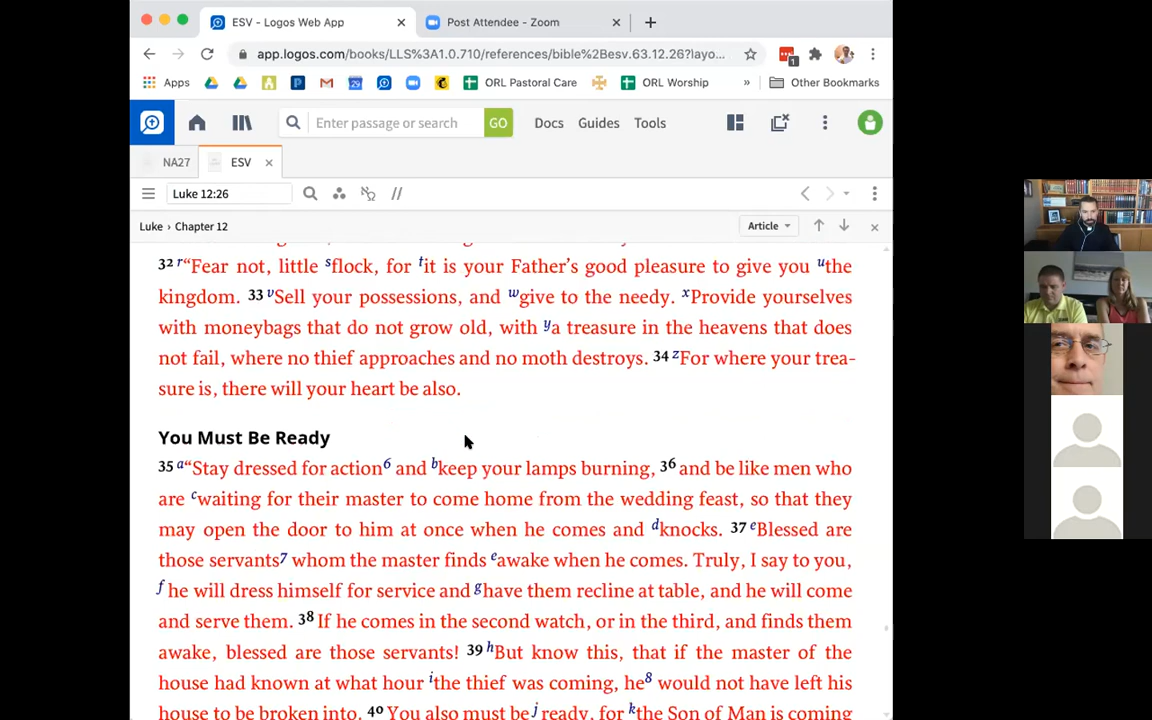 ESV - Logos Web App
Post Attendee - Zoom
app.logos.com/books/LLS%3A1.0.710/references/bible%2Besv.63.12.26?layo...
1
Apps
29
P
ORL Pastoral Care
ORL Worship
»
Other Bookmarks
Enter passage or search
GO
Docs
Guides
Tools
NA27
ESV
Luke 12:26
Luke › Chapter 12
Article
32 r“Fear not, little sflock, for tit is your Father’s good pleasure to give you uthe
kingdom. 33 vSell your possessions, and wgive to the needy. xProvide yourselves
with moneybags that do not grow old, with ya treasure in the heavens that does
not fail, where no thief approaches and no moth destroys. 34 zFor where your trea-
sure is, there will your heart be also.
You Must Be Ready
35 a“Stay dressed for action6 and bkeep your lamps burning, 36 and be like men who
are cwaiting for their master to come home from the wedding feast, so that they
may open the door to him at once when he comes and dknocks. 37 eBlessed are
those servants7 whom the master finds eawake when he comes. Truly, I say to you,
f he will dress himself for service and ghave them recline at table, and he will come
and serve them. 38 If he comes in the second watch, or in the third, and finds them
awake, blessed are those servants! 39 hBut know this, that if the master of the
house had known at what hour ithe thief was coming, he8 would not have left his
house to be broken into. 40 You also must be jready, for kthe Son of Man is coming